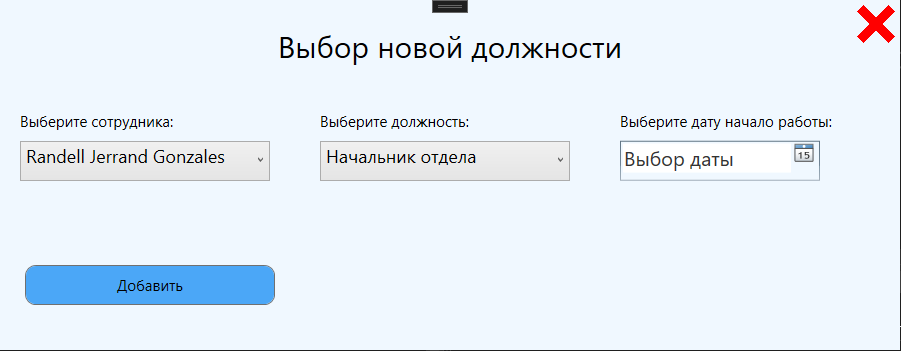 Выбор новой должности
Выберите сотрудника:
Выберите должность:
Выберите дату начало работы:
Randell Jerrand Gonzales
Начальник отдела
Выбор даты
15
Добавить